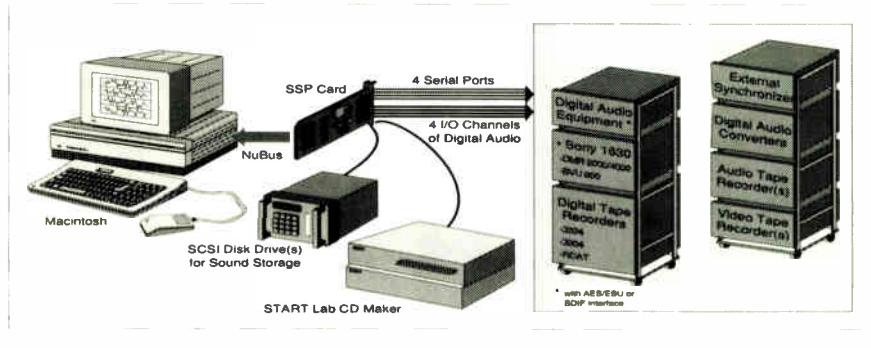 SSP Card
4 Serial Ports
4 I/O Channels
of Digital Audio
NuBus
Macintosh
SCSI Disk Drive(s)
for Sound Storage
START Lab CD Maker
Digital Audio
Equipment *
* Sony 1630
Digital Tape
Recorders
* with AES/EBU or
SDIF interface
External
Synchronizer
Digital Audio
Converters
Audio Tape
Recorder(s)
Video Tape
Recorder(s)